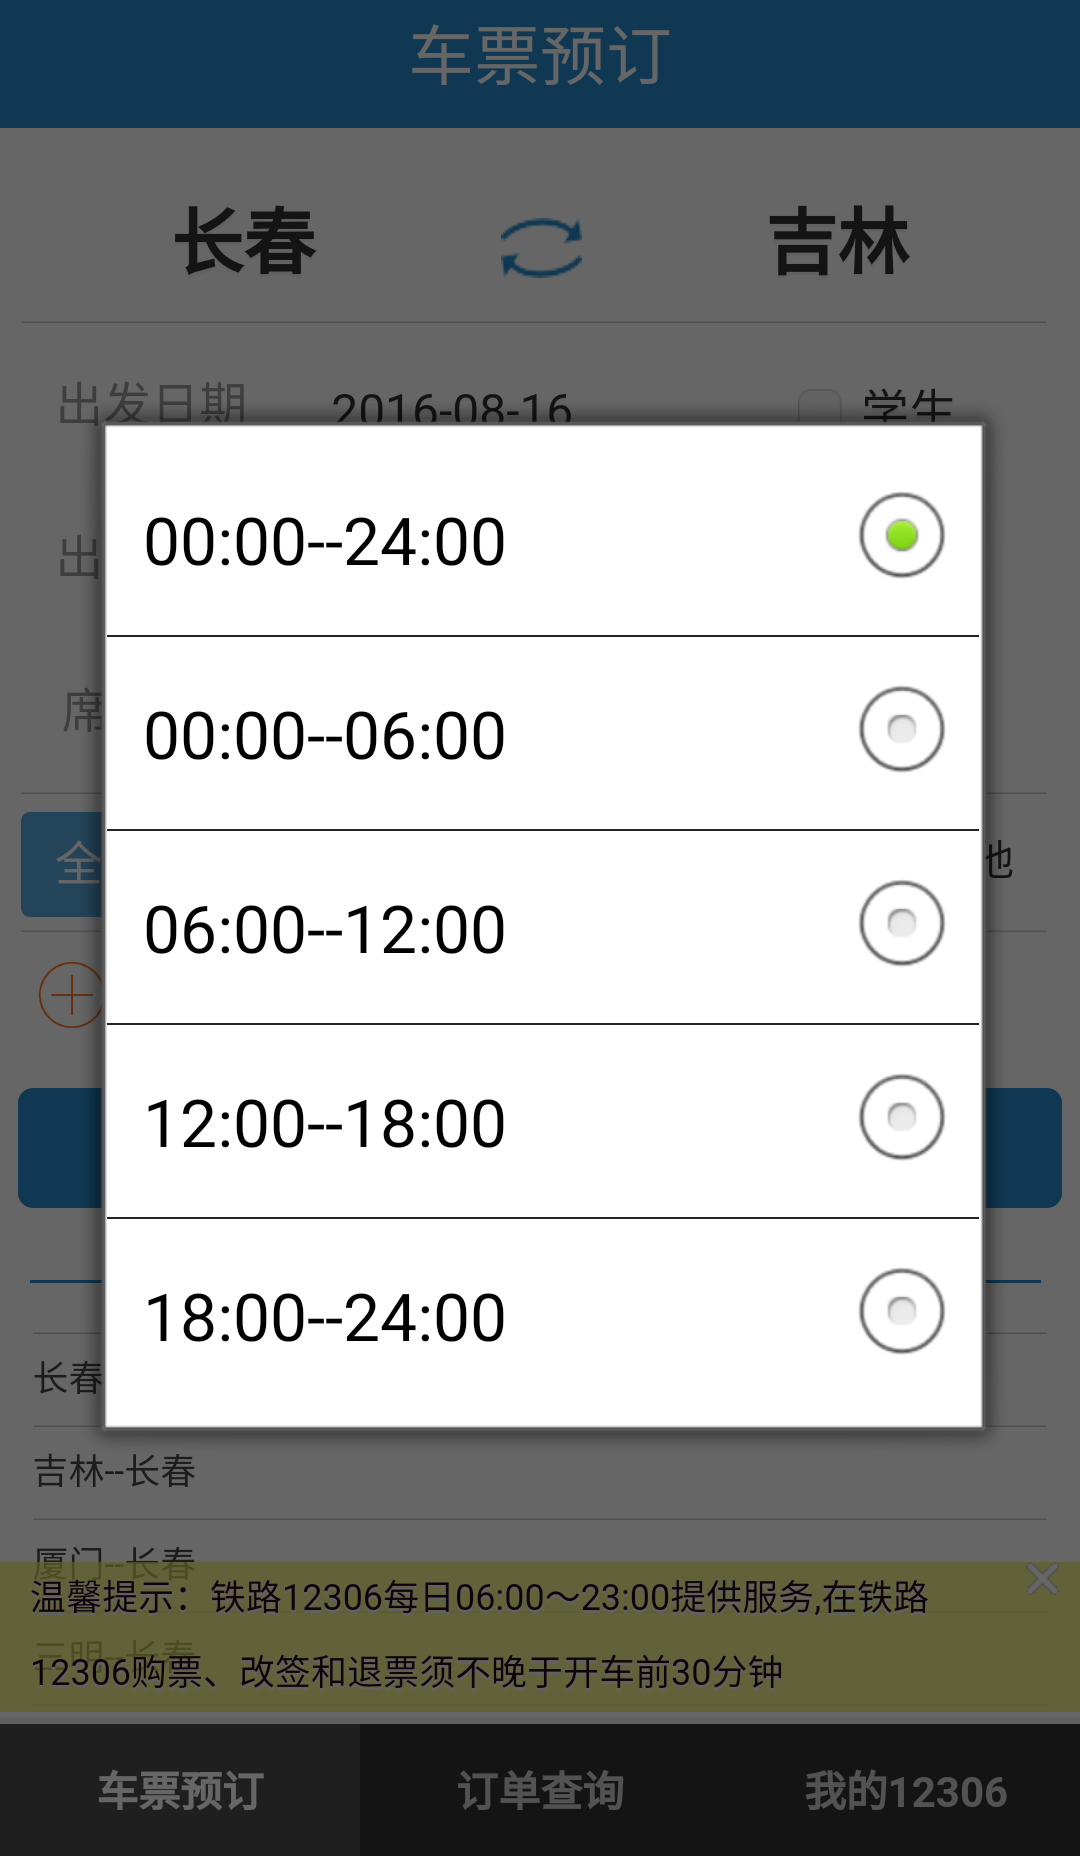 车票预订
长春 吉林
出发日期 2016-08-16 学生
00:00--24:00
出
00:00--06:00
席
全 也
06:00--12:00
12:00--18:00
18:00--24:00
长春
吉林--长春
厦门--长春
温馨提示：铁路12306每日06:00～23:00提供服务,在铁路
三明--长春
12306购票、改签和退票须不晚于开车前30分钟
车票预订 订单查询 我的12306